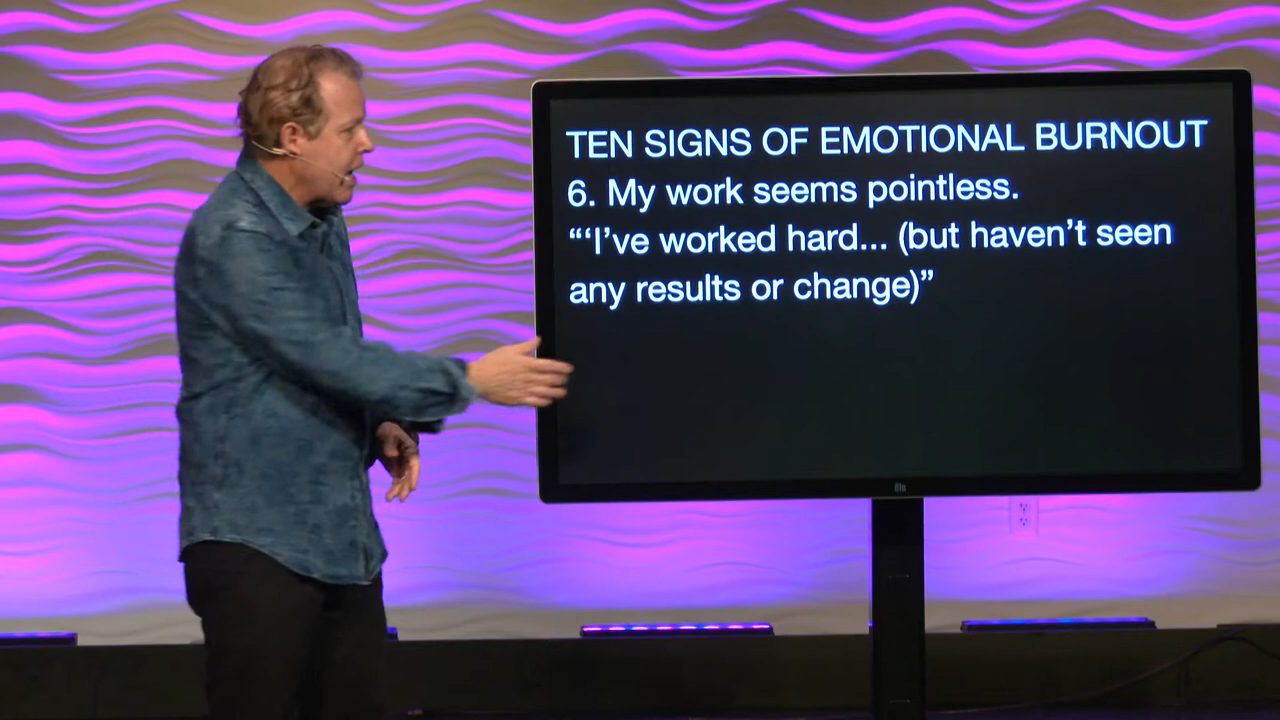 TEN SIGNS OF EMOTIONAL BURNOUT
6. My work seems pointless.
“‘I’ve worked hard... (but haven’t seen
any results or change)”
elo